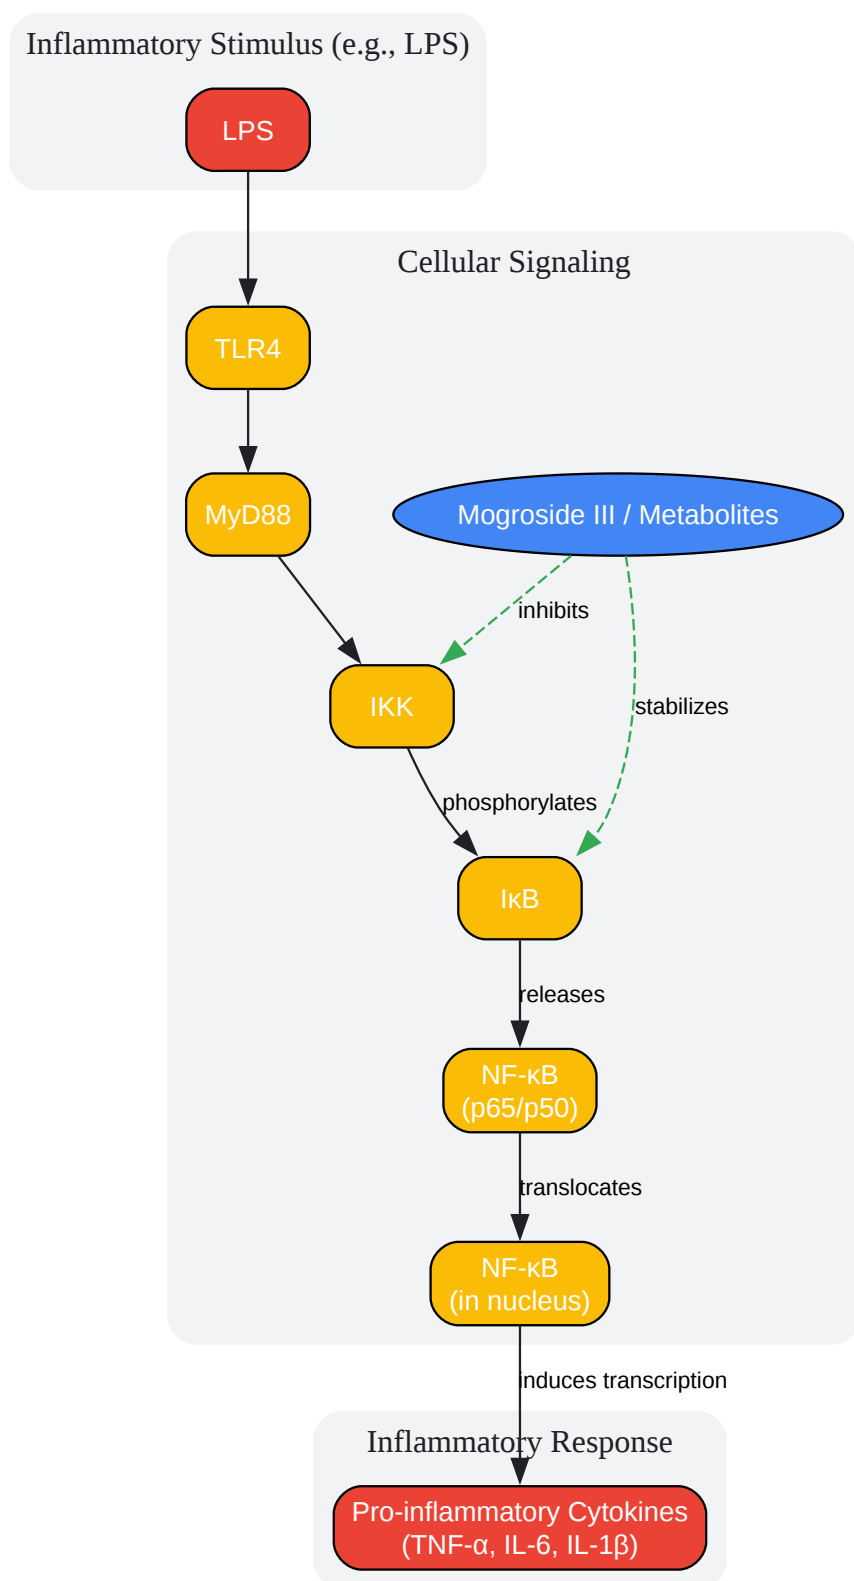 Inflammatory Stimulus (e.g., LPS)
LPS
Cellular Signaling
TLR4
MyD88
Mogroside III / Metabolites
inhibits
IKK
stabilizes
phosphorylates
IκB
releases
NF-κB
(p65/p50)
translocates
NF-κB
(in nucleus)
induces transcription
Inflammatory Response
Pro-inflammatory Cytokines
(TNF-α, IL-6, IL-1β)